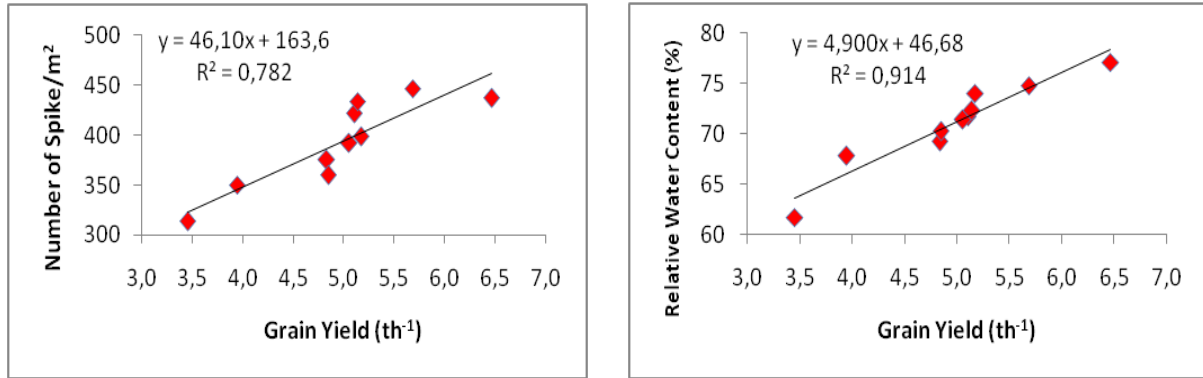 y = 46,10x + 163,6
R² = 0,782
500
450
400
350
300
Number of Spike/m²
3,0 3,5 4,0 4,5 5,0 5,5 6,0 6,5 7,0
Grain Yield (th⁻¹)
y = 4,900x + 46,68
R² = 0,914
80
75
70
65
60
Relative Water Content (%)
3,0 3,5 4,0 4,5 5,0 5,5 6,0 6,5 7,0
Grain Yield (th⁻¹)